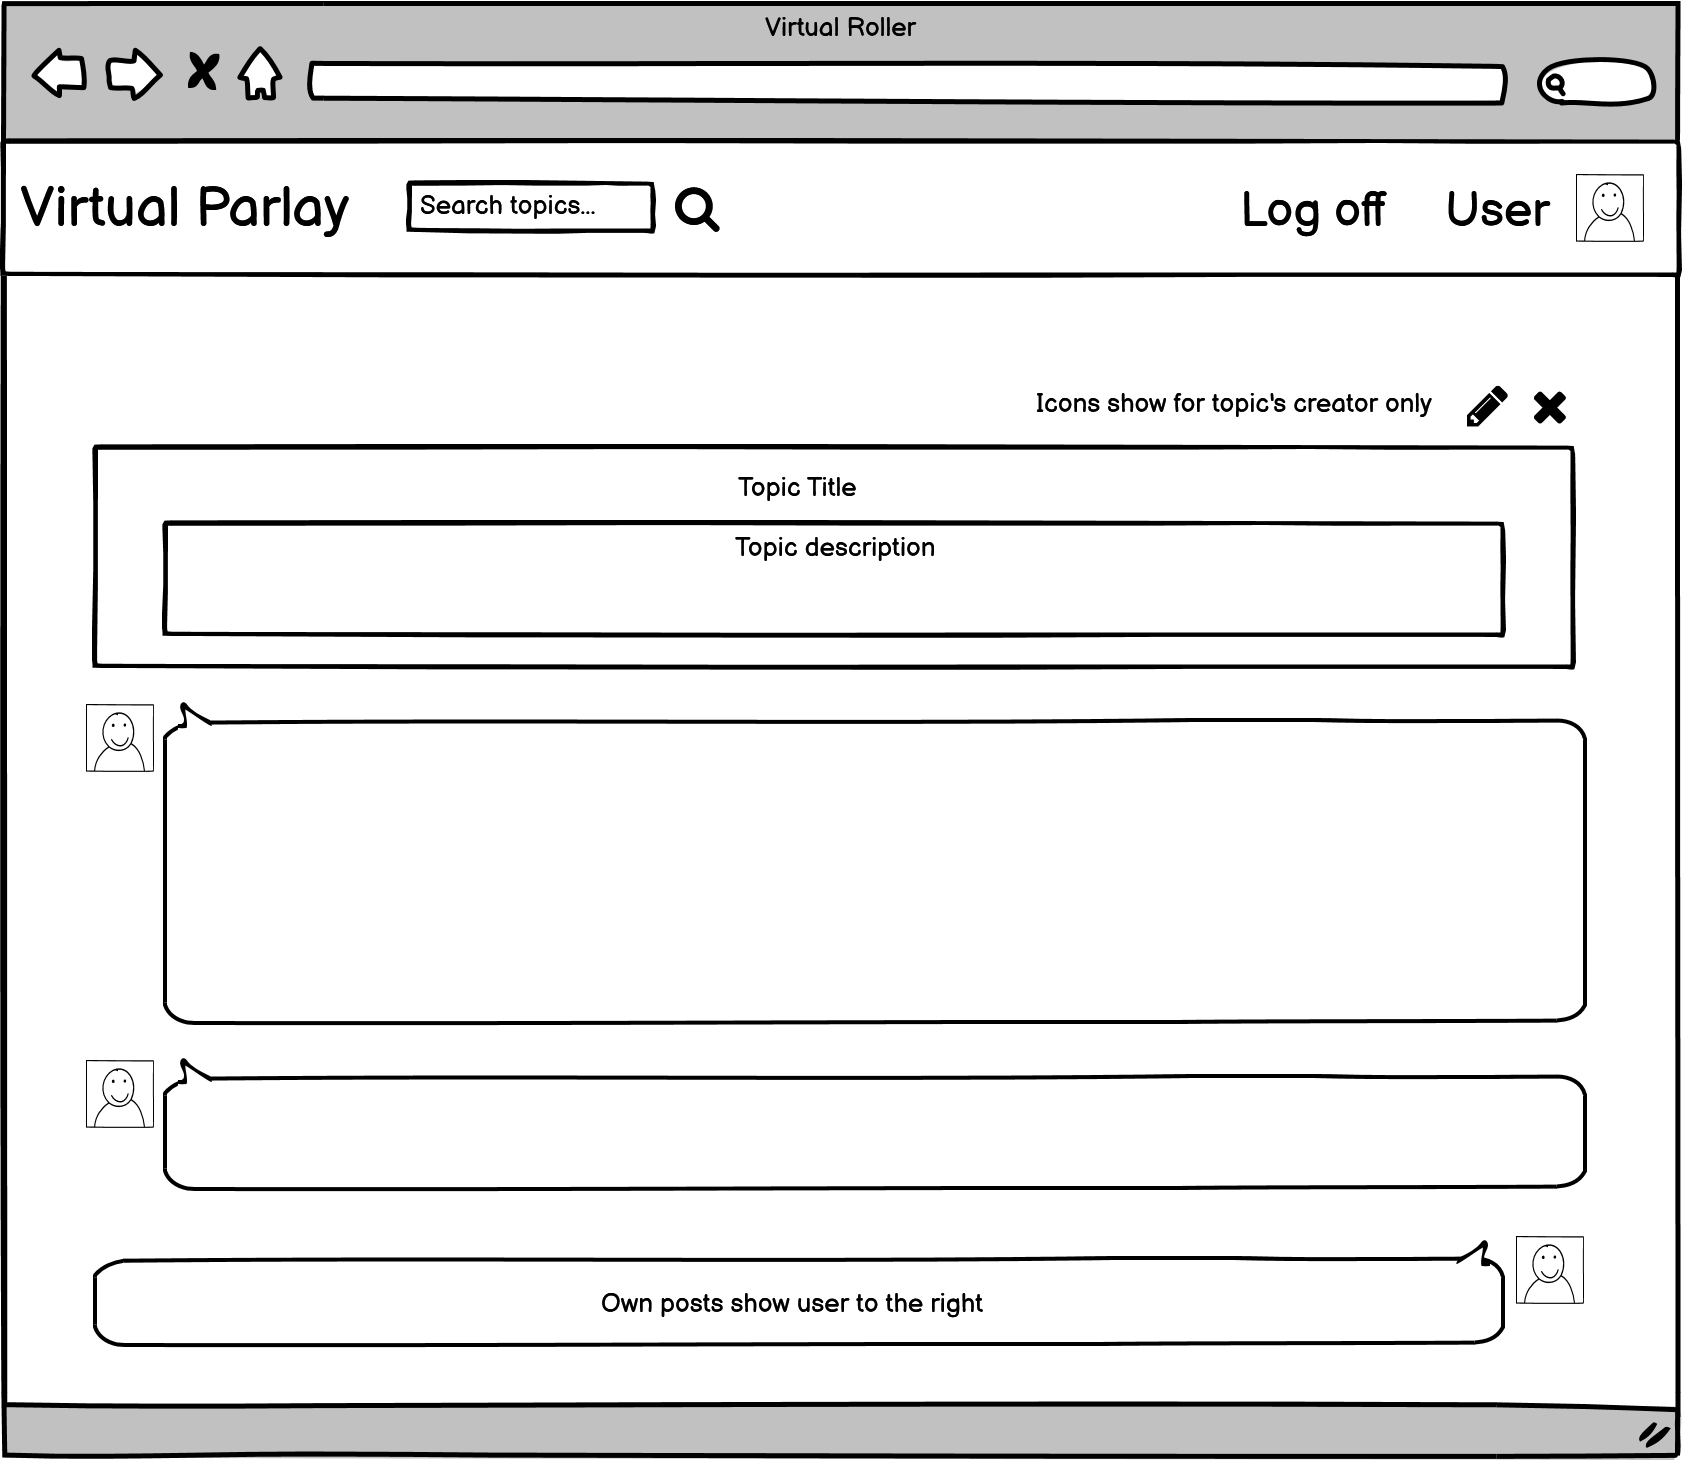 Virtual Roller
Virtual Parlay
Search topics...
Log off
User
Icons show for topic's creator only
Topic Title
Topic description
Own posts show user to the right